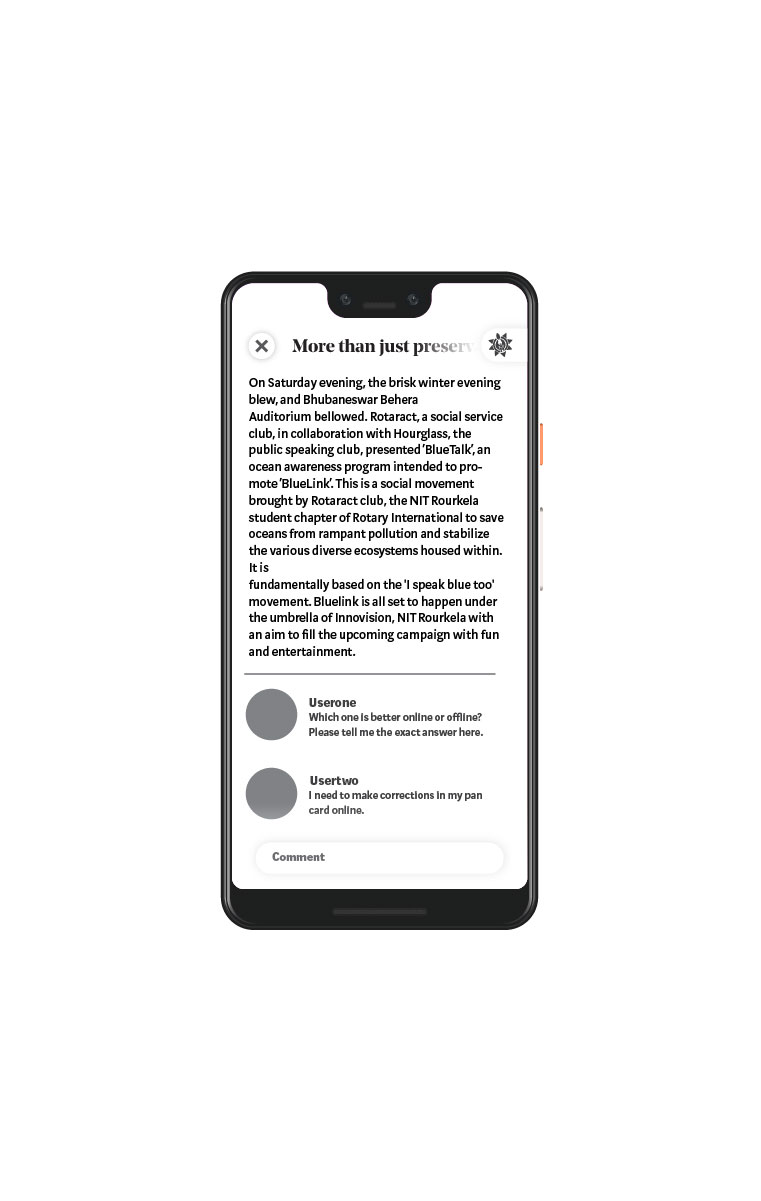 More than just preserv
On Saturday evening, the brisk winter evening
blew, and Bhubaneswar Behera
Auditorium bellowed. Rotaract, a social service
club, in collaboration with Hourglass, the
public speaking club, presented 'BlueTalk', an
ocean awareness program intended to pro-
mote 'BlueLink'. This is a social movement
brought by Rotaract club, the NIT Rourkela
student chapter of Rotary International to save
oceans from rampant pollution and stabilize
the various diverse ecosystems housed within.
It is
fundamentally based on the 'I speak blue too'
movement. Bluelink is all set to happen under
the umbrella of Innovision, NIT Rourkela with
an aim to fill the upcoming campaign with fun
and entertainment.
Userone
Which one is better online or offline?
Please tell me the exact answer here.
Usertwo
I need to make corrections in my pan
card online.
Comment